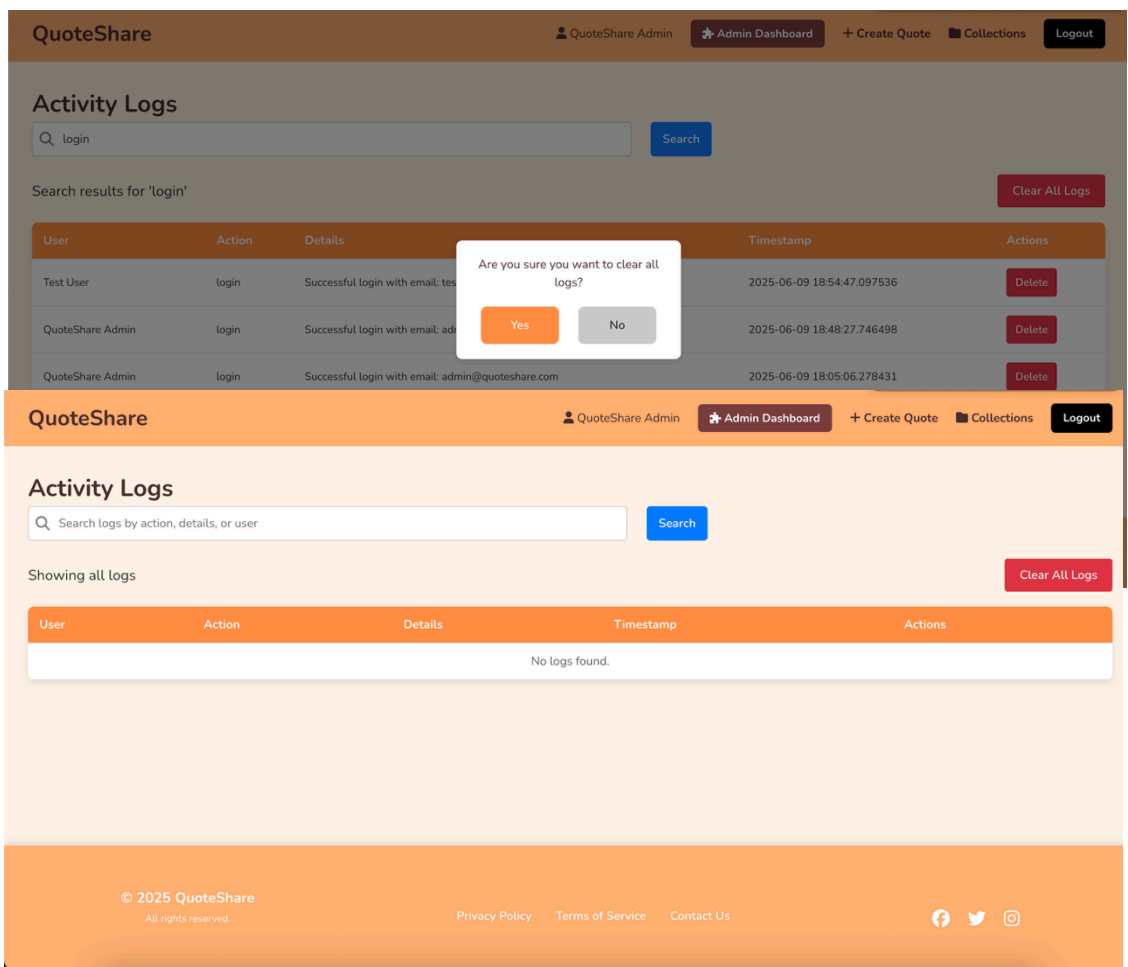 QuoteShare
QuoteShare Admin Admin Dashboard + Create Quote Collections Logout
Activity Logs
login Search
Search results for 'login' Clear All Logs
User Action Details Timestamp Actions
Are you sure you want to clear all
logs?
Yes No
Test User login Successful login with email: tes 2025-06-09 18:54:47.097536 Delete
QuoteShare Admin login Successful login with email: adr 2025-06-09 18:48:27.746498 Delete
QuoteShare Admin login Successful login with email: admin@quoteshare.com 2025-06-09 18:05:06.278431 Delete
QuoteShare
QuoteShare Admin Admin Dashboard + Create Quote Collections Logout
Activity Logs
Search logs by action, details, or user Search
Showing all logs Clear All Logs
User Action Details Timestamp Actions
No logs found.
© 2025 QuoteShare
All rights reserved.
Privacy Policy Terms of Service Contact Us